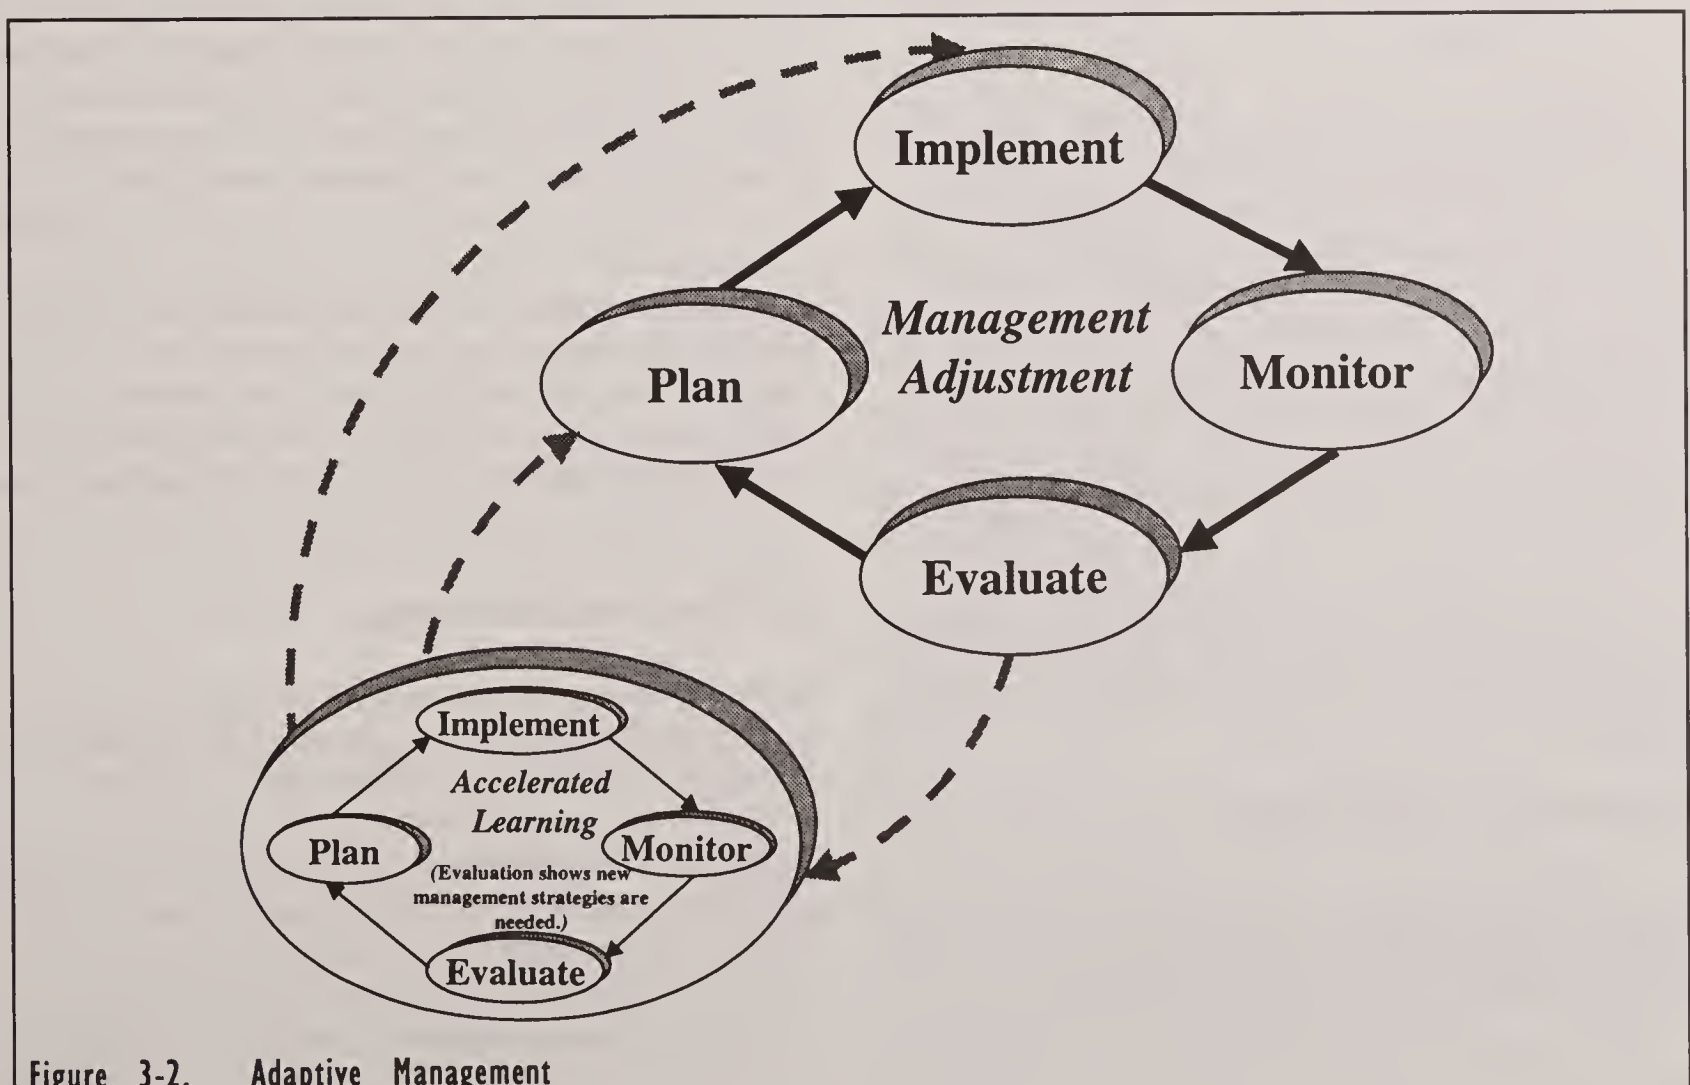 Implement
Management
Adjustment
Plan
Monitor
Evaluate
Implement
Accelerated
Learning
Plan
Monitor
(Evaluation shows new
management strategies are
needed.)
Evaluate
Figure 3-2. Adaptive Management